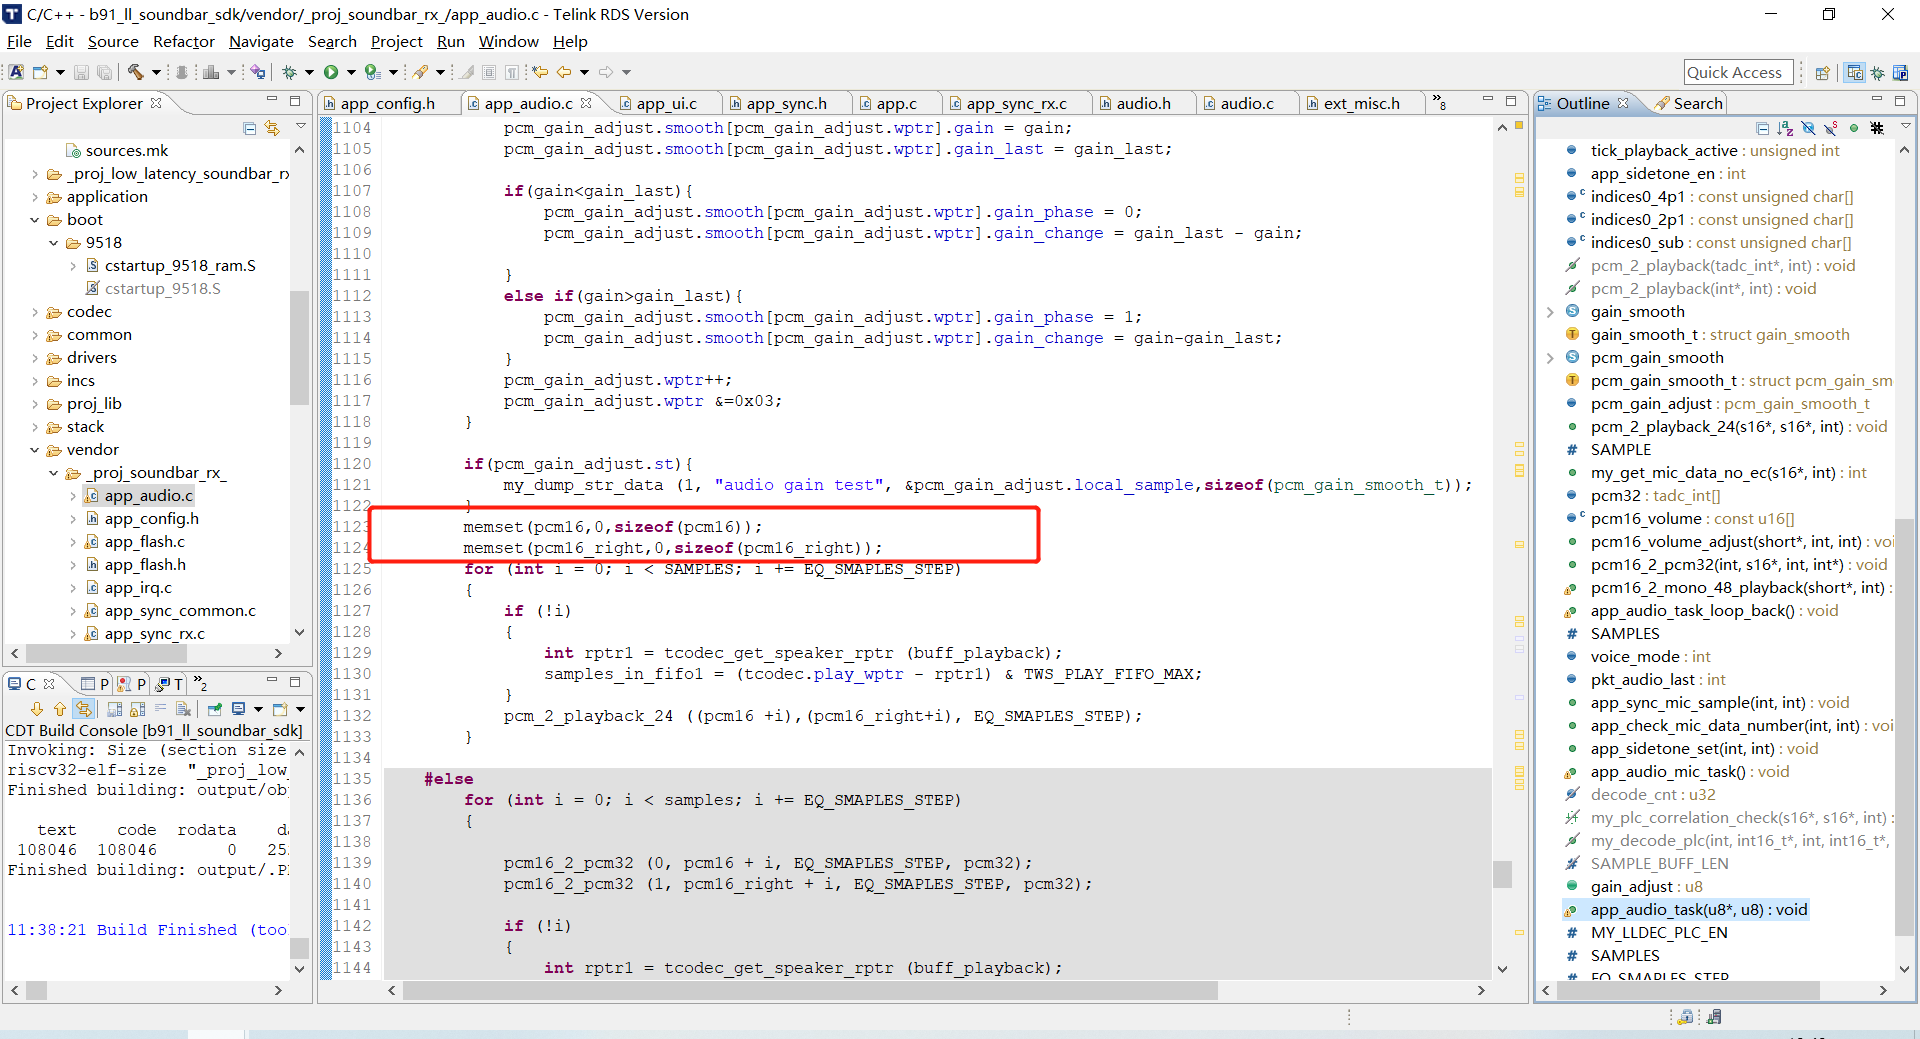 C/C++ - b91_ll_soundbar_sdk/vendor/_proj_soundbar_rx_/app_audio.c - Telink RDS Version
File Edit Source Refactor Navigate Search Project Run Window Help
Quick Access
Project Explorer
sources.mk
_proj_low_latency_soundbar_rx
application
boot
9518
cstartup_9518_ram.S
cstartup_9518.S
codec
common
drivers
incs
proj_lib
stack
vendor
_proj_soundbar_rx_
app_audio.c
app_config.h
app_flash.c
app_flash.h
app_irq.c
app_sync_common.c
app_sync_rx.c
C P P T »2
CDT Build Console [b91_ll_soundbar_sdk]
Invoking: Size (section size
riscv32-elf-size "_proj_low_
Finished building: output/obj
text code rodata da
108046 108046 0 25
Finished building: output/.PH
11:38:21 Build Finished (too
app_config.h app_audio.c app_ui.c app_sync.h app.c app_sync_rx.c audio.h audio.c ext_misc.h »8
1104 pcm_gain_adjust.smooth[pcm_gain_adjust.wptr].gain = gain;
1105 pcm_gain_adjust.smooth[pcm_gain_adjust.wptr].gain_last = gain_last;
1106
1107 if(gain<gain_last){
1108 pcm_gain_adjust.smooth[pcm_gain_adjust.wptr].gain_phase = 0;
1109 pcm_gain_adjust.smooth[pcm_gain_adjust.wptr].gain_change = gain_last - gain;
1110
1111 }
1112 else if(gain>gain_last){
1113 pcm_gain_adjust.smooth[pcm_gain_adjust.wptr].gain_phase = 1;
1114 pcm_gain_adjust.smooth[pcm_gain_adjust.wptr].gain_change = gain-gain_last;
1115 }
1116 pcm_gain_adjust.wptr++;
1117 pcm_gain_adjust.wptr &=0x03;
1118 }
1119
1120 if(pcm_gain_adjust.st){
1121 my_dump_str_data (1, "audio gain test", &pcm_gain_adjust.local_sample,sizeof(pcm_gain_smooth_t));
1122 }
1123 memset(pcm16,0,sizeof(pcm16));
1124 memset(pcm16_right,0,sizeof(pcm16_right));
1125 for (int i = 0; i < SAMPLES; i += EQ_SMAPLES_STEP)
1126 {
1127 if (!i)
1128 {
1129 int rptr1 = tcodec_get_speaker_rptr (buff_playback);
1130 samples_in_fifo1 = (tcodec.play_wptr - rptr1) & TWS_PLAY_FIFO_MAX;
1131 }
1132 pcm_2_playback_24 ((pcm16 +i),(pcm16_right+i), EQ_SMAPLES_STEP);
1133 }
1134
1135 #else
1136 for (int i = 0; i < samples; i += EQ_SMAPLES_STEP)
1137 {
1138
1139 pcm16_2_pcm32 (0, pcm16 + i, EQ_SMAPLES_STEP, pcm32);
1140 pcm16_2_pcm32 (1, pcm16_right + i, EQ_SMAPLES_STEP, pcm32);
1141
1142 if (!i)
1143 {
1144 int rptr1 = tcodec_get_speaker_rptr (buff_playback);
Outline Search
tick_playback_active : unsigned int
app_sidetone_en : int
indices0_4p1 : const unsigned char[]
indices0_2p1 : const unsigned char[]
indices0_sub : const unsigned char[]
pcm_2_playback(tadc_int*, int) : void
pcm_2_playback(int*, int) : void
gain_smooth
gain_smooth_t : struct gain_smooth
pcm_gain_smooth
pcm_gain_smooth_t : struct pcm_gain_sm
pcm_gain_adjust : pcm_gain_smooth_t
pcm_2_playback_24(s16*, s16*, int) : void
SAMPLE
my_get_mic_data_no_ec(s16*, int) : int
pcm32 : tadc_int[]
pcm16_volume : const u16[]
pcm16_volume_adjust(short*, int, int) : voi
pcm16_2_pcm32(int, s16*, int, int*) : void
pcm16_2_mono_48_playback(short*, int) :
app_audio_task_loop_back() : void
SAMPLES
voice_mode : int
pkt_audio_last : int
app_sync_mic_sample(int, int) : void
app_check_mic_data_number(int, int) : voi
app_sidetone_set(int, int) : void
app_audio_mic_task() : void
decode_cnt : u32
my_plc_correlation_check(s16*, s16*, int) :
my_decode_plc(int, int16_t*, int, int16_t*,
SAMPLE_BUFF_LEN
gain_adjust : u8
app_audio_task(u8*, u8) : void
MY_LLDEC_PLC_EN
SAMPLES
EQ_SMAPLES_STEP